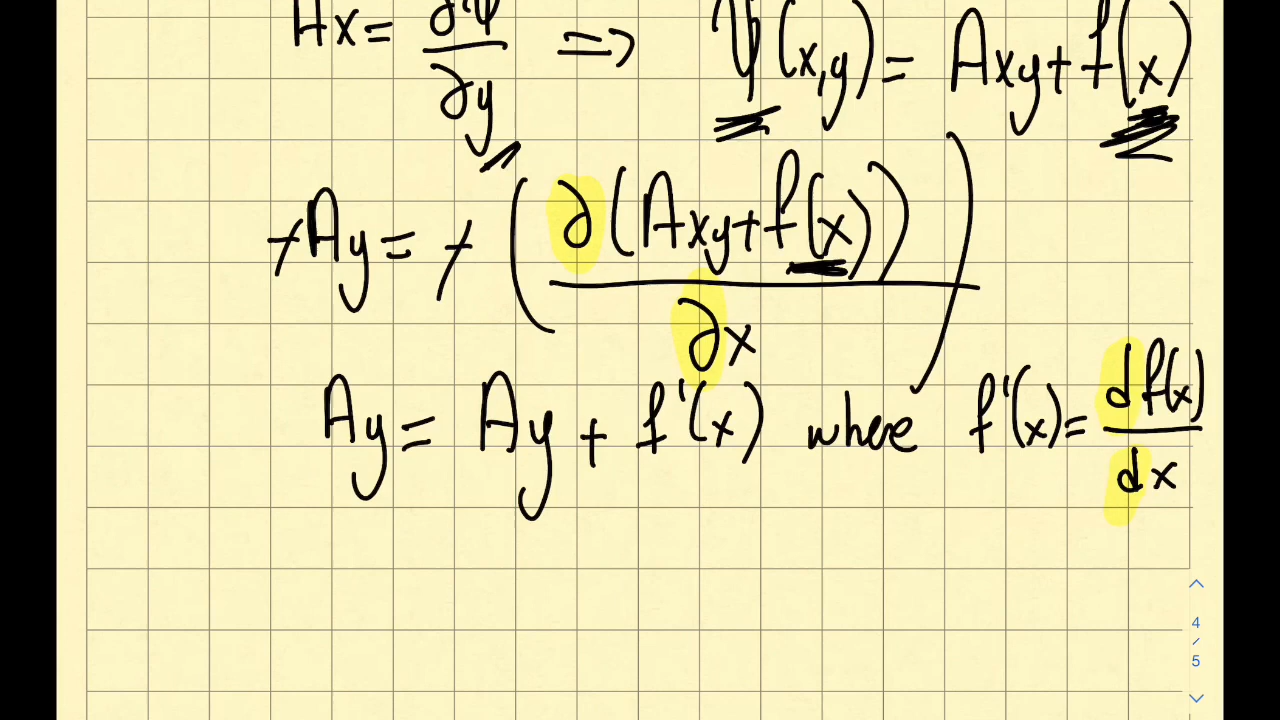 Ax = ∂ψ/∂y ⇒ ψ(x,y) = Axy + f(x)
-Ay = - (∂(Axy + f(x))/∂x)
Ay = Ay + f'(x) where f'(x) = df(x)/dx
4
/
5